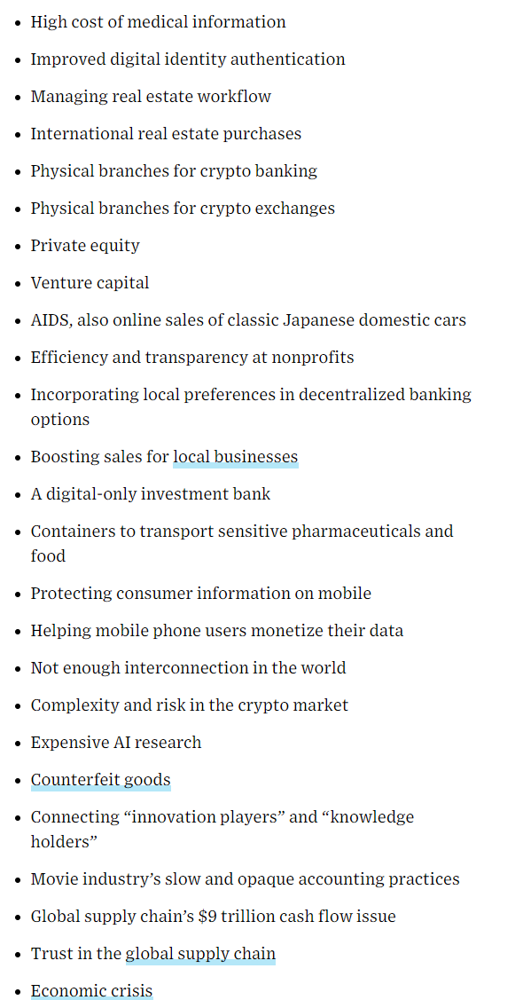 High cost of medical information
Improved digital identity authentication
Managing real estate workflow
International real estate purchases
Physical branches for crypto banking
Physical branches for crypto exchanges
Private equity
Venture capital
AIDS, also online sales of classic Japanese domestic cars
Efficiency and transparency at nonprofits
Incorporating local preferences in decentralized banking
options
Boosting sales for local businesses
A digital-only investment bank
Containers to transport sensitive pharmaceuticals and
food
Protecting consumer information on mobile
Helping mobile phone users monetize their data
Not enough interconnection in the world
Complexity and risk in the crypto market
Expensive AI research
Counterfeit goods
Connecting “innovation players” and “knowledge
holders”
Movie industry’s slow and opaque accounting practices
Global supply chain’s $9 trillion cash flow issue
Trust in the global supply chain
Economic crisis